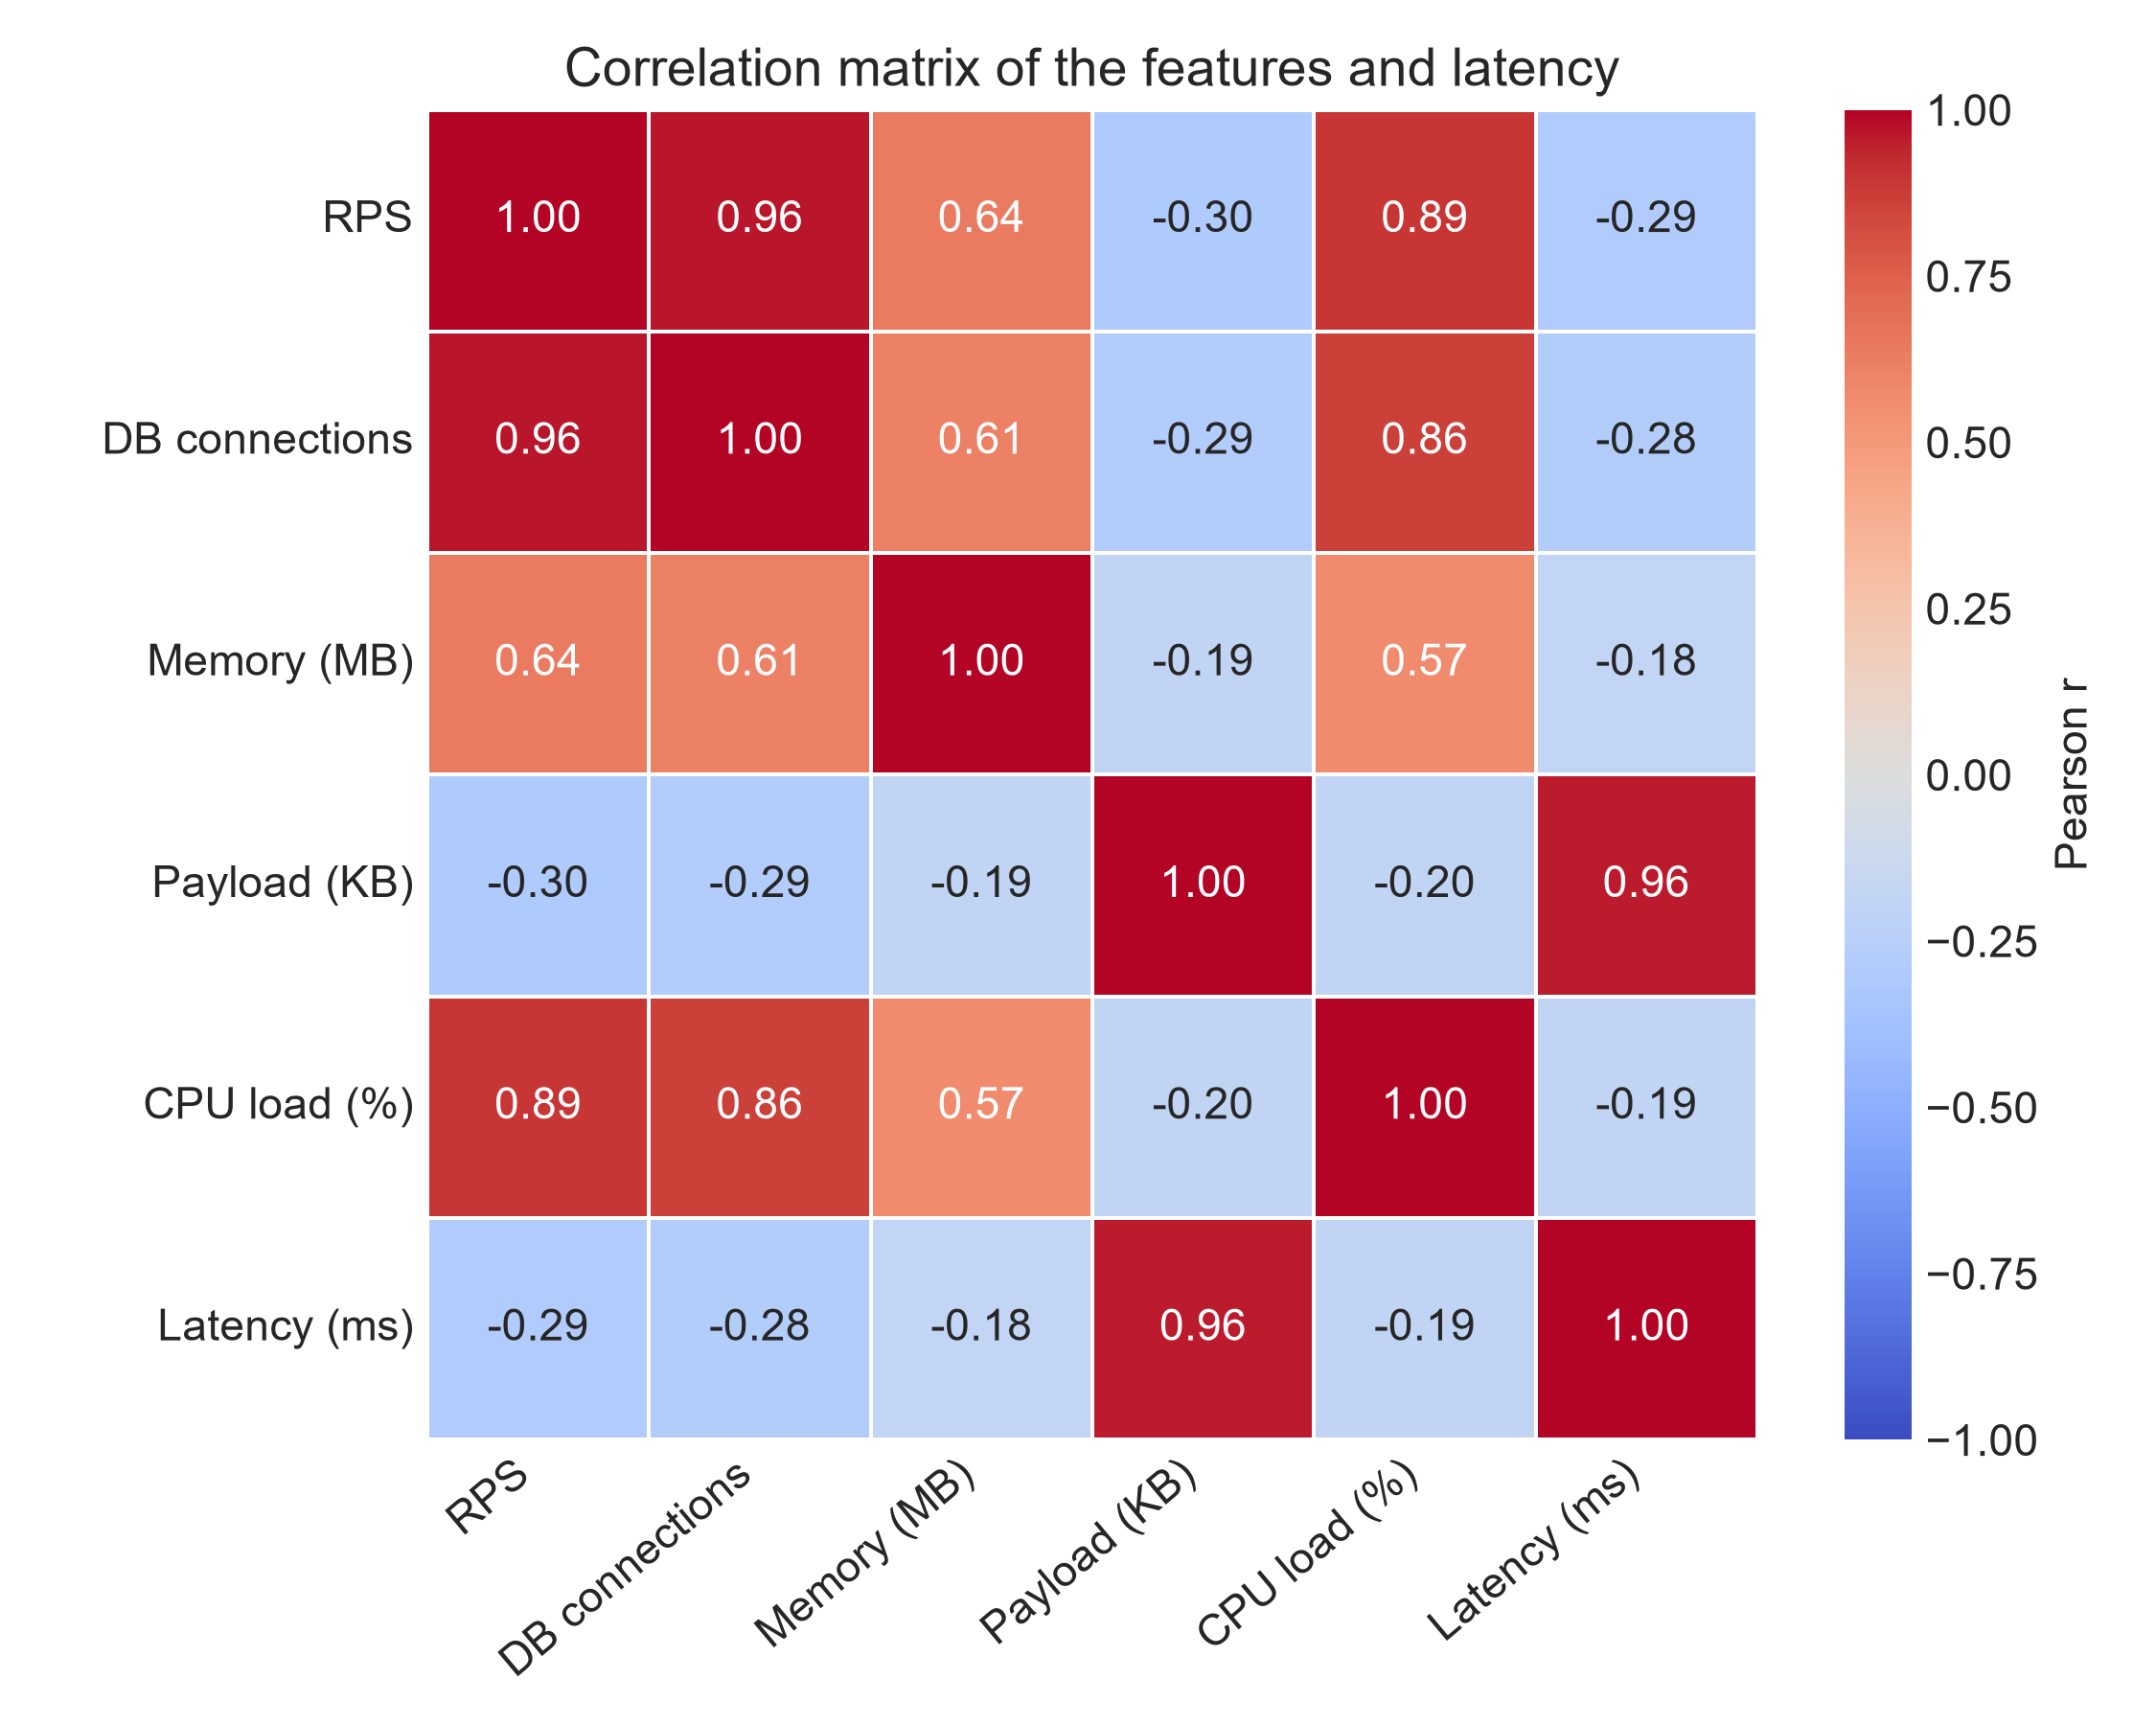 Correlation matrix of the features and latency
RPS 1.00 0.96 0.64 -0.30 0.89 -0.29
DB connections 0.96 1.00 0.61 -0.29 0.86 -0.28
Memory (MB) 0.64 0.61 1.00 -0.19 0.57 -0.18
Payload (KB) -0.30 -0.29 -0.19 1.00 -0.20 0.96
CPU load (%) 0.89 0.86 0.57 -0.20 1.00 -0.19
Latency (ms) -0.29 -0.28 -0.18 0.96 -0.19 1.00
RPS
DB connections
Memory (MB)
Payload (KB)
CPU load (%)
Latency (ms)
1.00
0.75
0.50
0.25
0.00
−0.25
−0.50
−0.75
−1.00
Pearson r